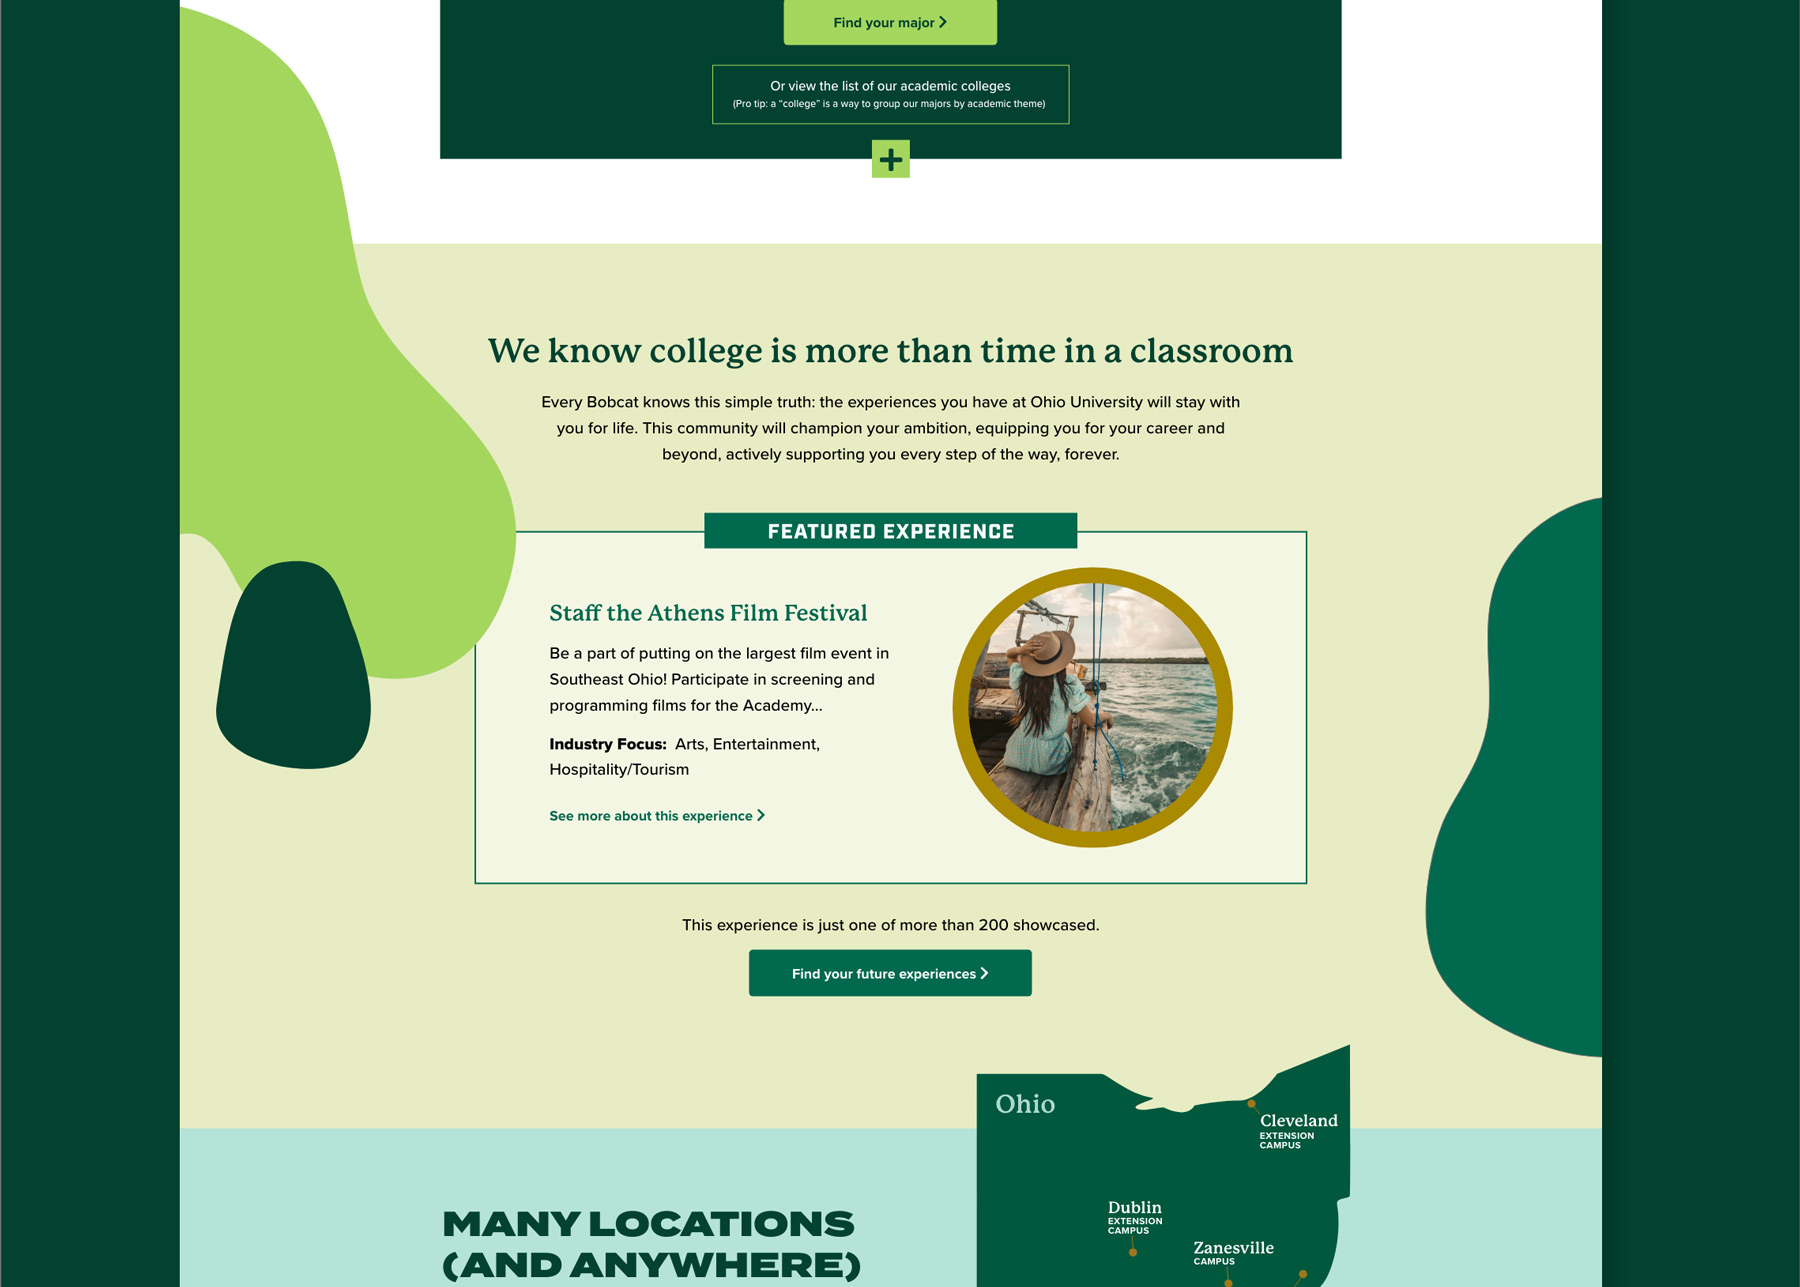 Find your major
Or view the list of our academic colleges
(Pro tip: a “college” is a way to group our majors by academic theme)
We know college is more than time in a classroom
Every Bobcat knows this simple truth: the experiences you have at Ohio University will stay with
you for life. This community will champion your ambition, equipping you for your career and
beyond, actively supporting you every step of the way, forever.
FEATURED EXPERIENCE
Staff the Athens Film Festival
Be a part of putting on the largest film event in
Southeast Ohio! Participate in screening and
programming films for the Academy...
Industry Focus: Arts, Entertainment,
Hospitality/Tourism
See more about this experience
This experience is just one of more than 200 showcased.
Find your future experiences
MANY LOCATIONS
(AND ANYWHERE)
Ohio
Cleveland
EXTENSION
CAMPUS
Dublin
EXTENSION
CAMPUS
Zanesville
CAMPUS